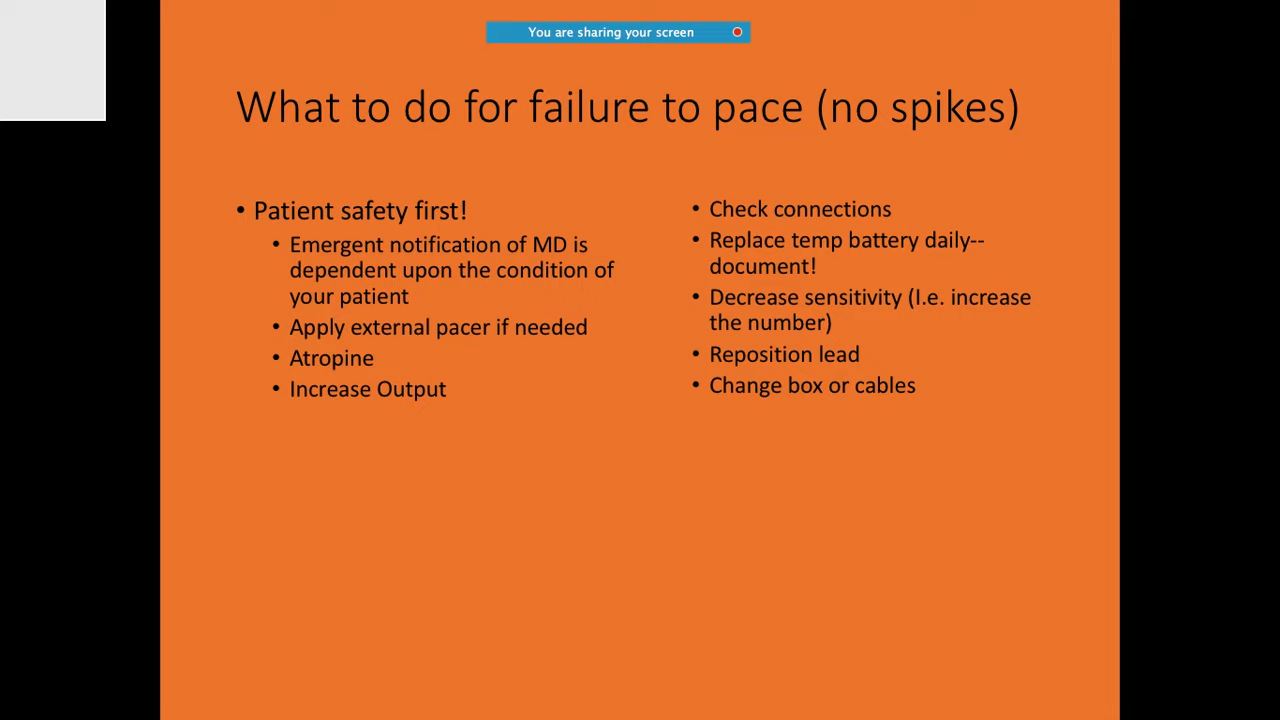 You are sharing your screen
What to do for failure to pace (no spikes)
• Patient safety first!
• Emergent notification of MD is
dependent upon the condition of
your patient
• Apply external pacer if needed
• Atropine
• Increase Output
• Check connections
• Replace temp battery daily--
document!
• Decrease sensitivity (I.e. increase
the number)
• Reposition lead
• Change box or cables